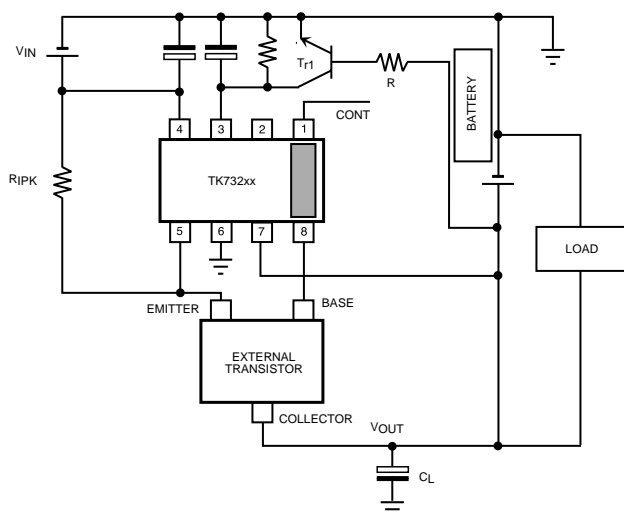 VIN
Tr1
R
BATTERY
CONT
4 3 2 1
RIPK
TK732xx
LOAD
5 6 7 8
EMITTER
BASE
EXTERNAL
TRANSISTOR
COLLECTOR
VOUT
CL